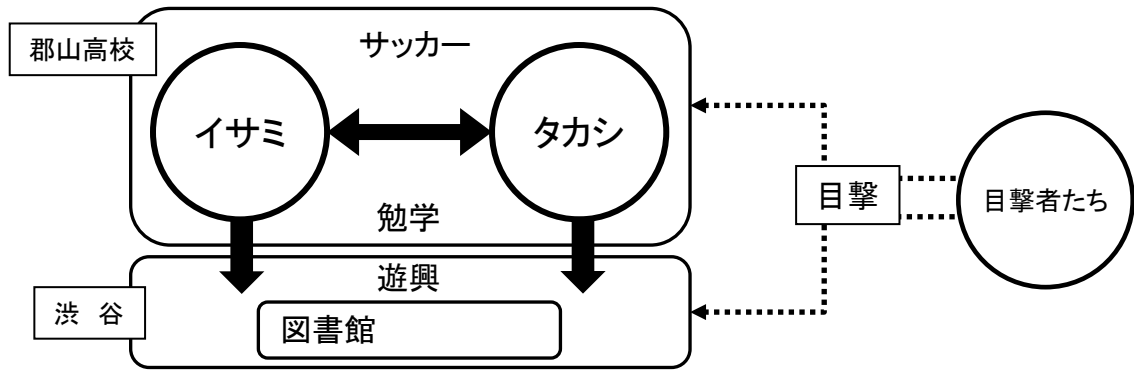 郡山高校
サッカー
イサミ
タカシ
勉学
目撃
目撃者たち
遊興
渋 谷
図書館